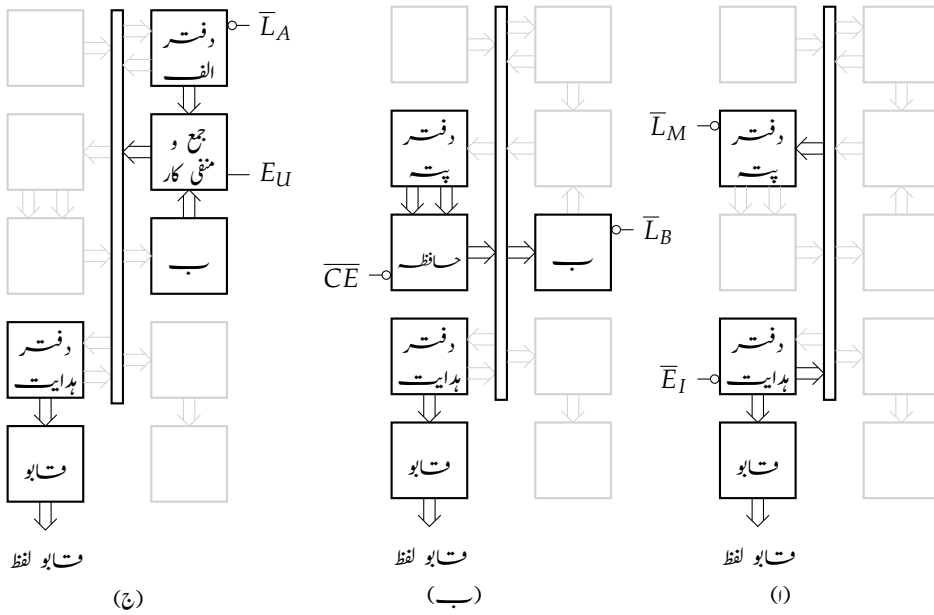 دفتر
پتہ
L̅_M
دفتر
ہدایت
E̅_I
قابو
قابو لفظ
(ا)
دفتر
پتہ
حافظہ
C̅E̅
ب
L̅_B
دفتر
ہدایت
قابو
قابو لفظ
(ب)
دفتر
الف
L̅_A
جمع و
منفی کار
E_U
ب
دفتر
ہدایت
قابو
قابو لفظ
(ج)